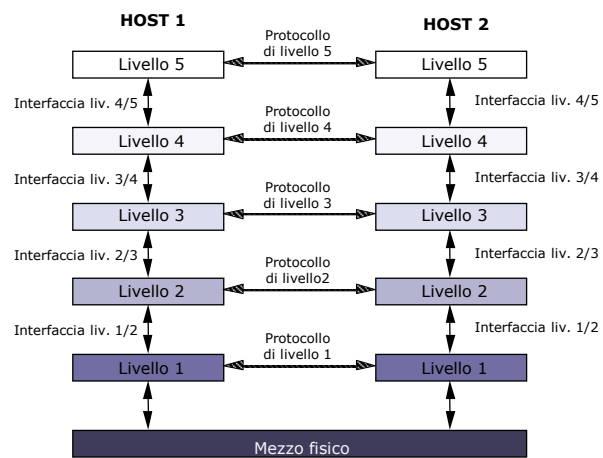 HOST 1
HOST 2
Protocollo
di livello 5
Livello 5
Livello 5
Interfaccia liv. 4/5
Interfaccia liv. 4/5
Protocollo
di livello 4
Livello 4
Livello 4
Interfaccia liv. 3/4
Interfaccia liv. 3/4
Protocollo
di livello 3
Livello 3
Livello 3
Interfaccia liv. 2/3
Interfaccia liv. 2/3
Protocollo
di livello2
Livello 2
Livello 2
Interfaccia liv. 1/2
Interfaccia liv. 1/2
Protocollo
di livello 1
Livello 1
Livello 1
Mezzo fisico